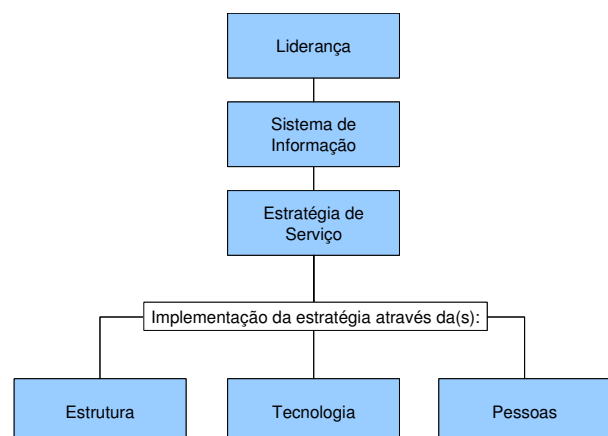 Liderança
Sistema de
Informação
Estratégia de
Serviço
Implementação da estratégia através da(s):
Estrutura
Tecnologia
Pessoas